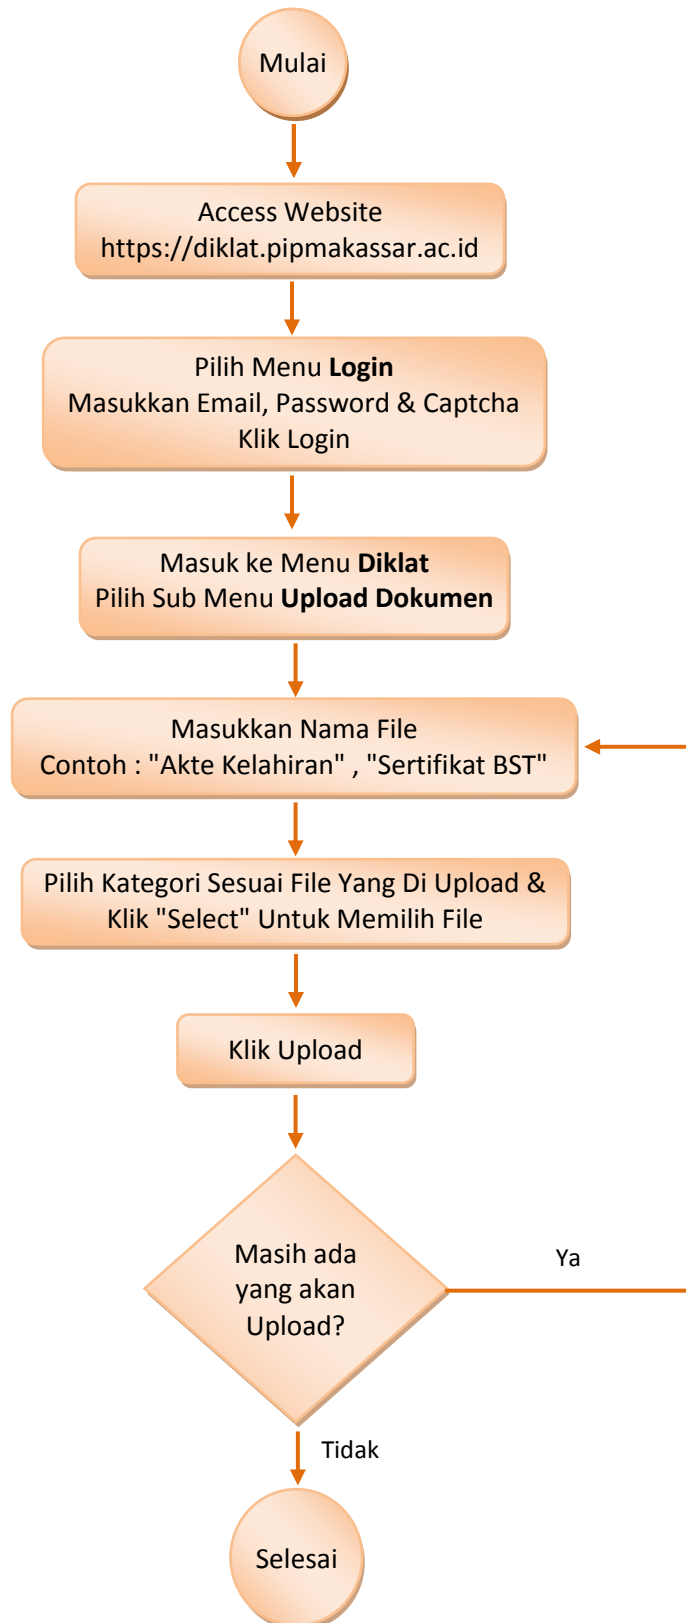 Mulai
Access Website
https://diklat.pipmakassar.ac.id
Pilih Menu Login
Masukkan Email, Password & Captcha
Klik Login
Masuk ke Menu Diklat
Pilih Sub Menu Upload Dokumen
Masukkan Nama File
Contoh : "Akte Kelahiran" , "Sertifikat BST"
Pilih Kategori Sesuai File Yang Di Upload &
Klik "Select" Untuk Memilih File
Klik Upload
Masih ada
yang akan
Upload?
Ya
Tidak
Selesai